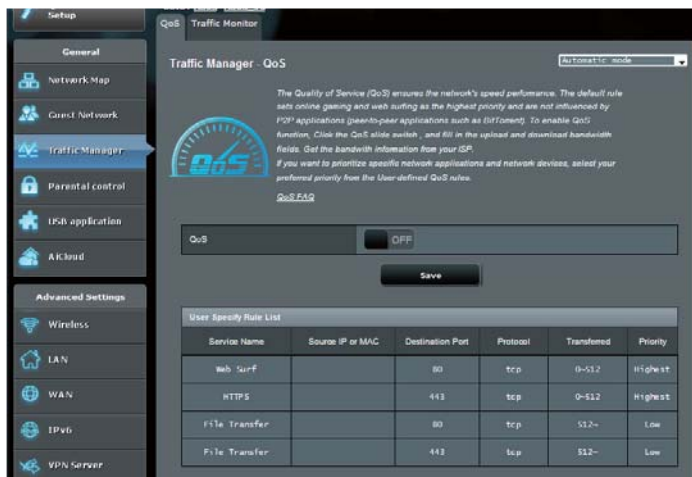 Setup
QoS Traffic Monitor
General
Network Map
Guest Network
Traffic Manager
Parental control
USB application
AiCloud
Advanced Settings
Wireless
LAN
WAN
IPv6
VPN Server
Traffic Manager - QoS
Automatic mode
QoS
The Quality of Service (QoS) ensures the network's speed performance. The default rule
sets online gaming and web surfing as the highest priority and are not influenced by
P2P applications (peer-to-peer applications such as BitTorrent). To enable QoS
function, Click the QoS slide switch , and fill in the upload and download bandwidth
fields. Get the bandwith information from your ISP.
If you want to prioritize specific network applications and network devices, select your
preferred priority from the User-defined QoS rules.
QoS FAQ
QoS OFF
Save
User Specify Rule List
Service Name Source IP or MAC Destination Port Protocol Transferred Priority
Web Surf 80 tcp 0~512 Highest
HTTPS 443 tcp 0~512 Highest
File Transfer 80 tcp 512~ Low
File Transfer 443 tcp 512~ Low